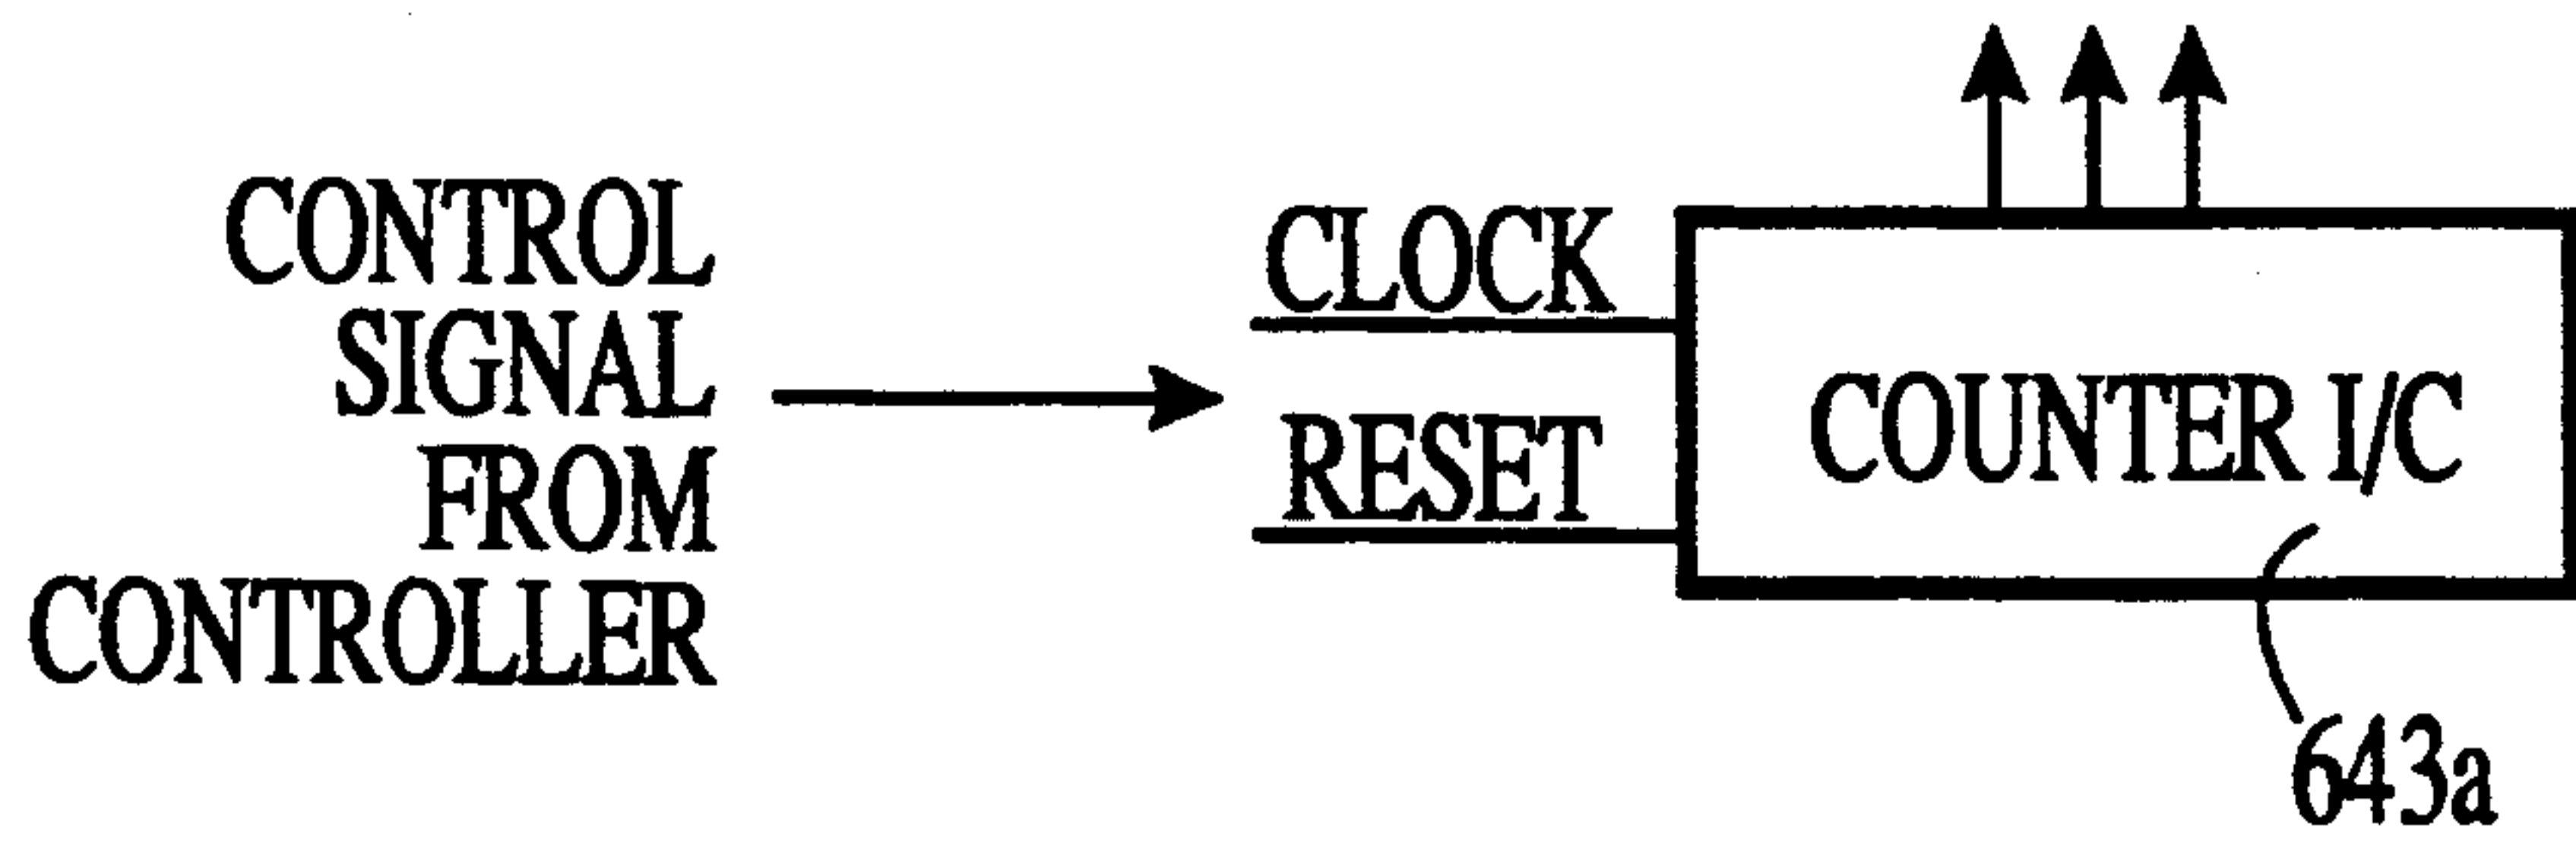 CONTROL
SIGNAL
FROM
CONTROLLER
CLOCK
RESET
COUNTER I/C
643a